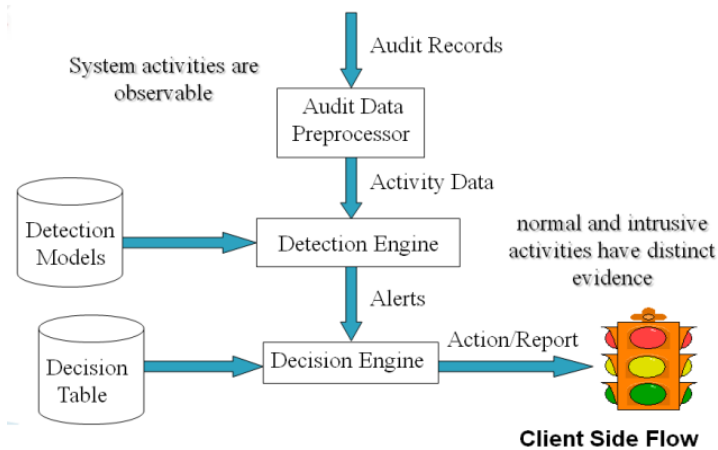 Audit Records
System activities are
observable
Audit Data
Preprocessor
Activity Data
Detection
Models
Detection Engine
normal and intrusive
activities have distinct
evidence
Alerts
Action/Report
Decision
Table
Decision Engine
Client Side Flow